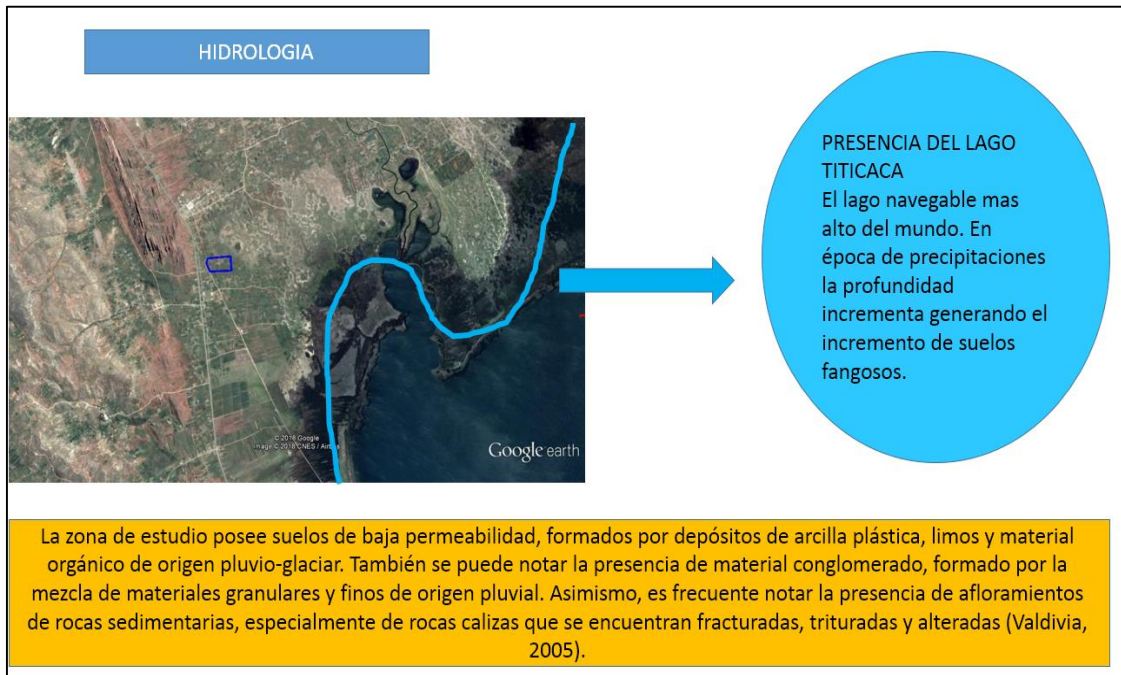 HIDROLOGIA
© 2018 Google
Image © 2018 CNES / Airbus
Google earth
PRESENCIA DEL LAGO
TITICACA
El lago navegable mas
alto del mundo. En
época de precipitaciones
la profundidad
incrementa generando el
incremento de suelos
fangosos.
La zona de estudio posee suelos de baja permeabilidad, formados por depósitos de arcilla plástica, limos y material
orgánico de origen pluvio-glaciar. También se puede notar la presencia de material conglomerado, formado por la
mezcla de materiales granulares y finos de origen pluvial. Asimismo, es frecuente notar la presencia de afloramientos
de rocas sedimentarias, especialmente de rocas calizas que se encuentran fracturadas, trituradas y alteradas (Valdivia,
2005).